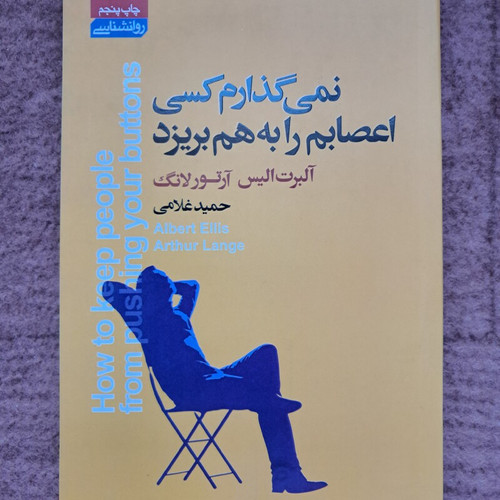 چاپ پنجم
روانشناسی
نمی‌گذارم کسی
اعصابم را به هم بریزد
آلبرت الیس آرتور لانگ
حمید غلامی
Albert Ellis
Arthur Lange
How to keep people
from pushing your buttons